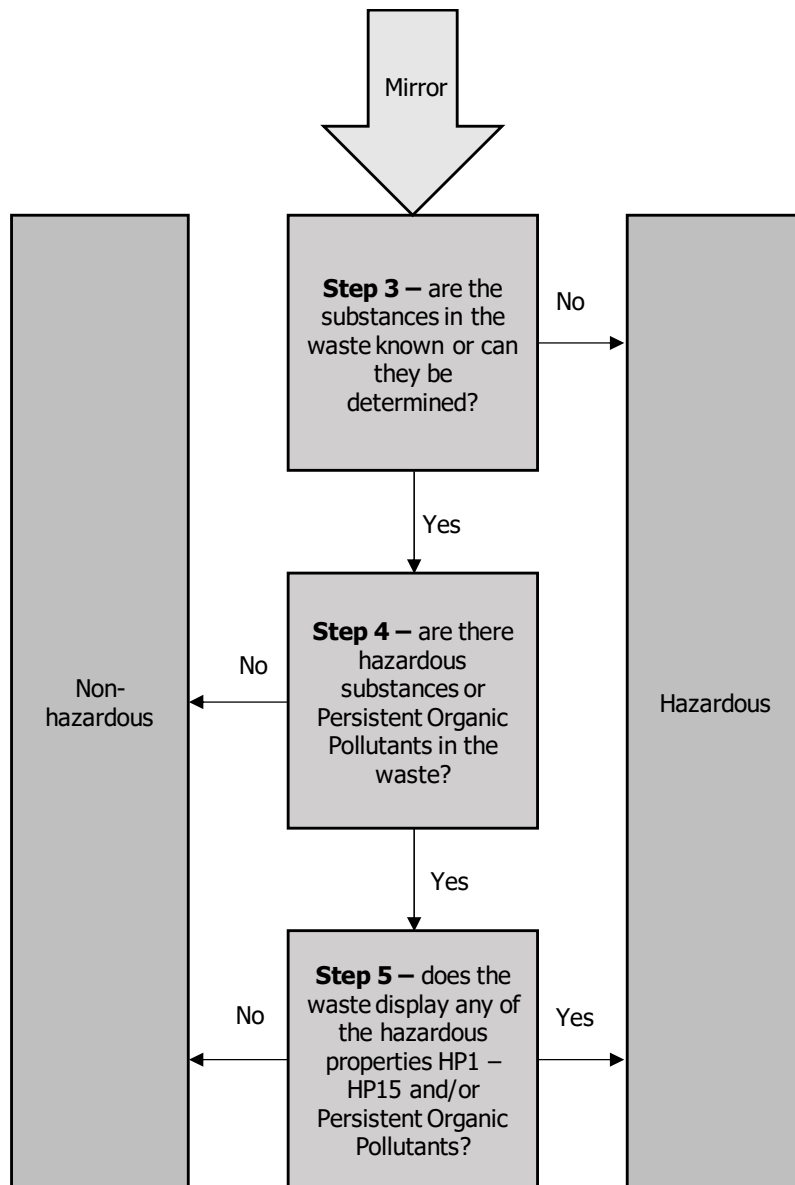 Mirror
Step 3 – are the
substances in the
waste known or can
they be
determined?
No
Yes
Step 4 – are there
hazardous
substances or
Persistent Organic
Pollutants in the
waste?
No
Non-
hazardous
Hazardous
Yes
Step 5 – does the
waste display any of
the hazardous
properties HP1 –
HP15 and/or
Persistent Organic
Pollutants?
No
Yes